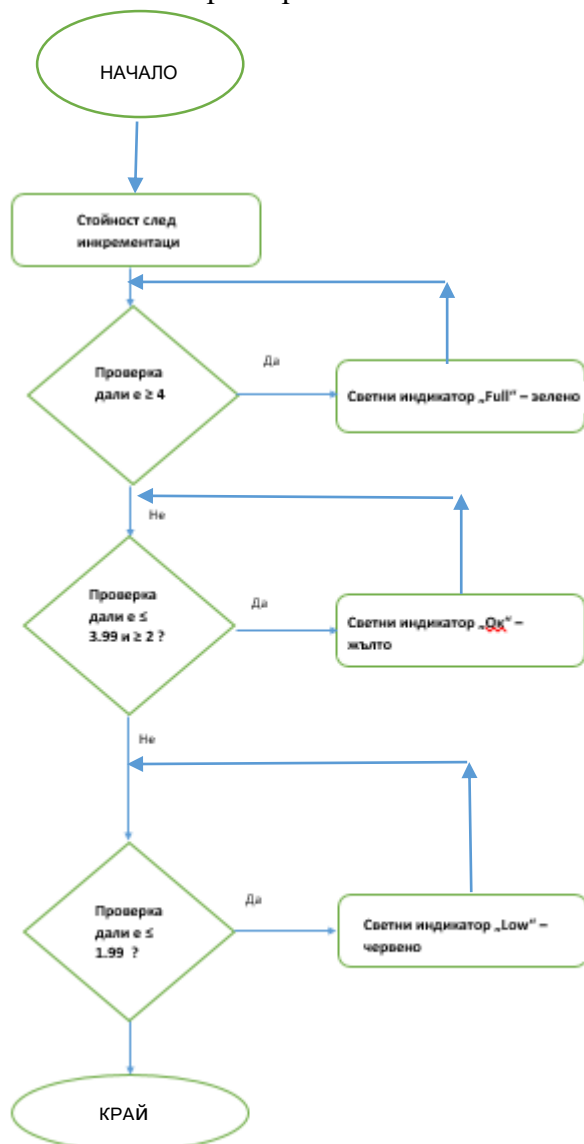 НАЧАЛО
Стойност след
инкрементаци
Проверка
дали е ≥ 4
Да
Светни индикатор „Full“ – зелено
Не
Проверка
дали е ≤
3.99 и ≥ 2 ?
Да
Светни индикатор „Ок“ –
жълто
Не
Проверка
дали е ≤
1.99 ?
Да
Светни индикатор „Low“ –
червено
КРАЙ